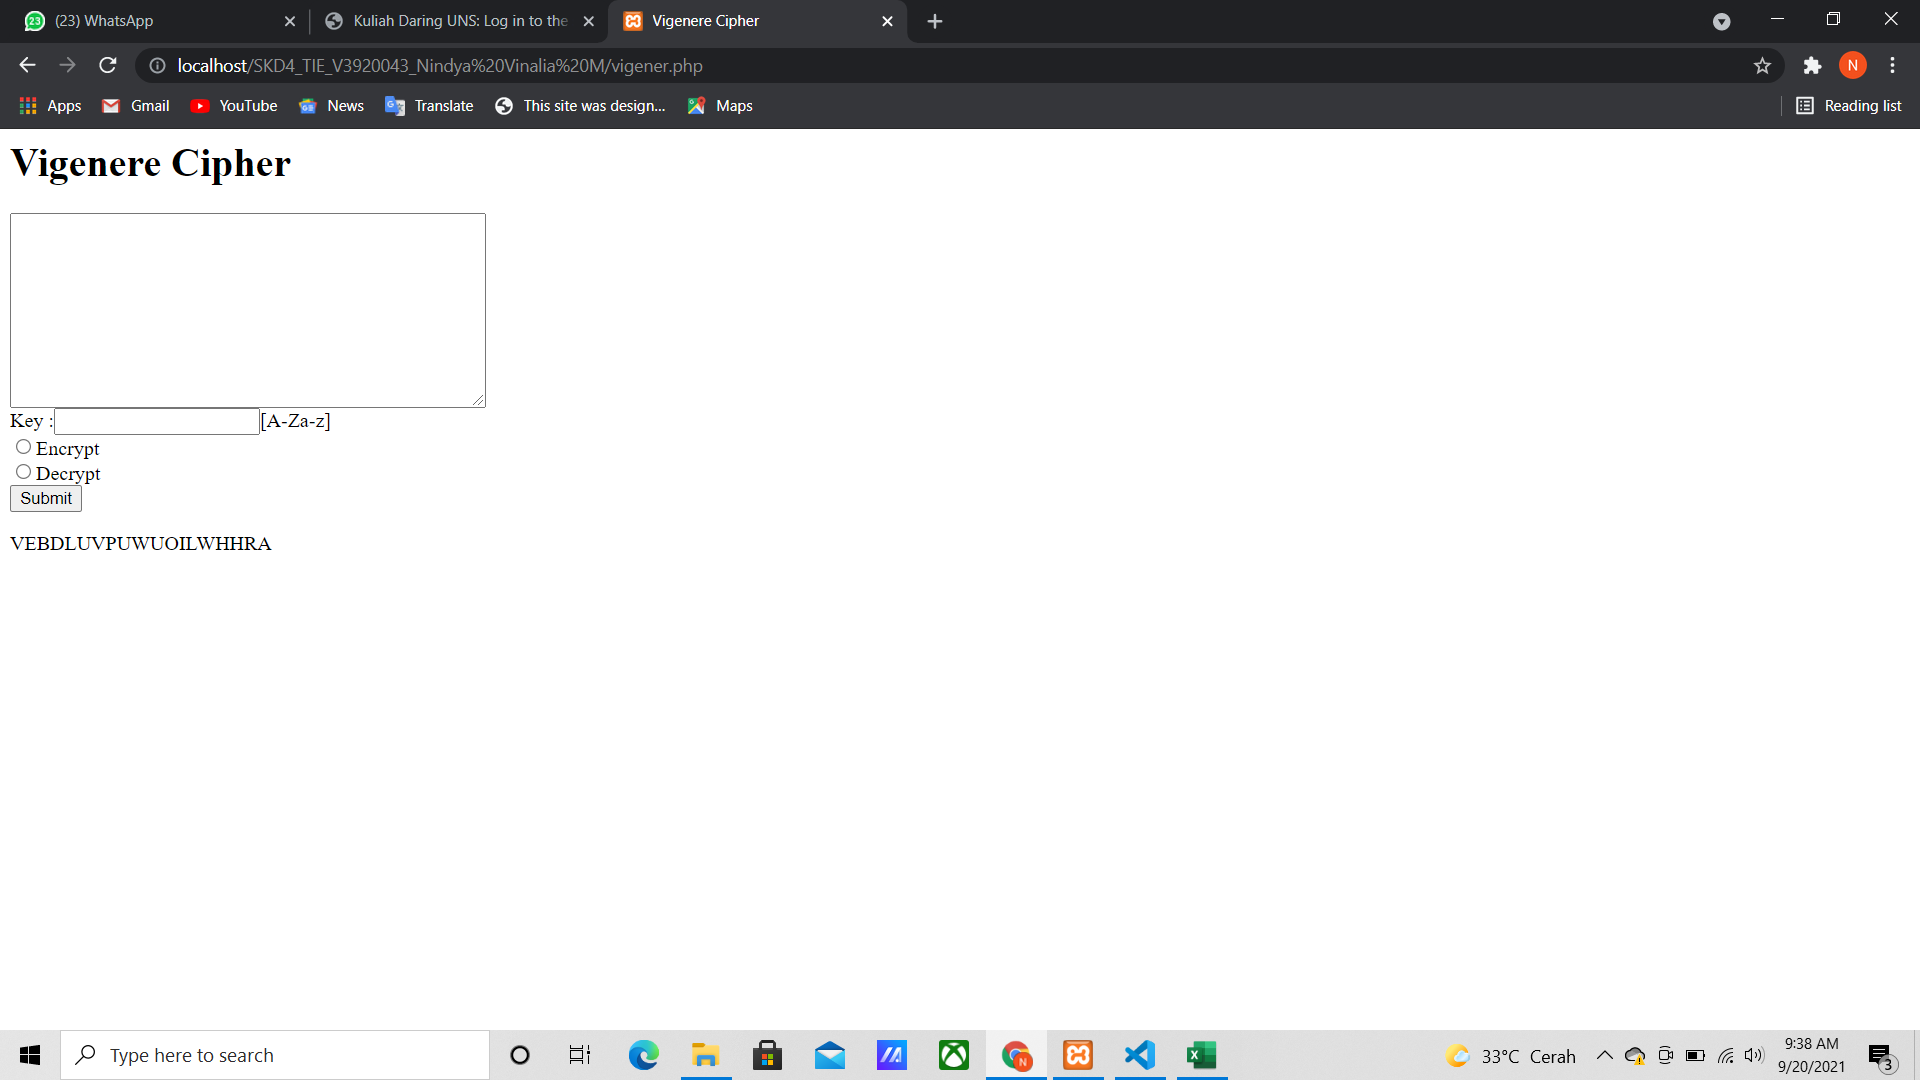 23 (23) WhatsApp
Kuliah Daring UNS: Log in to the
Vigenere Cipher
localhost/SKD4_TIE_V3920043_Nindya%20Vinalia%20M/vigener.php
N
Apps
Gmail
YouTube
News
Translate
This site was design...
Maps
Reading list
Vigenere Cipher
Key :
[A-Za-z]
Encrypt
Decrypt
Submit
VEBDLUVPUWUOILWHHRA
Type here to search
N
33°C Cerah
9:38 AM
9/20/2021
3